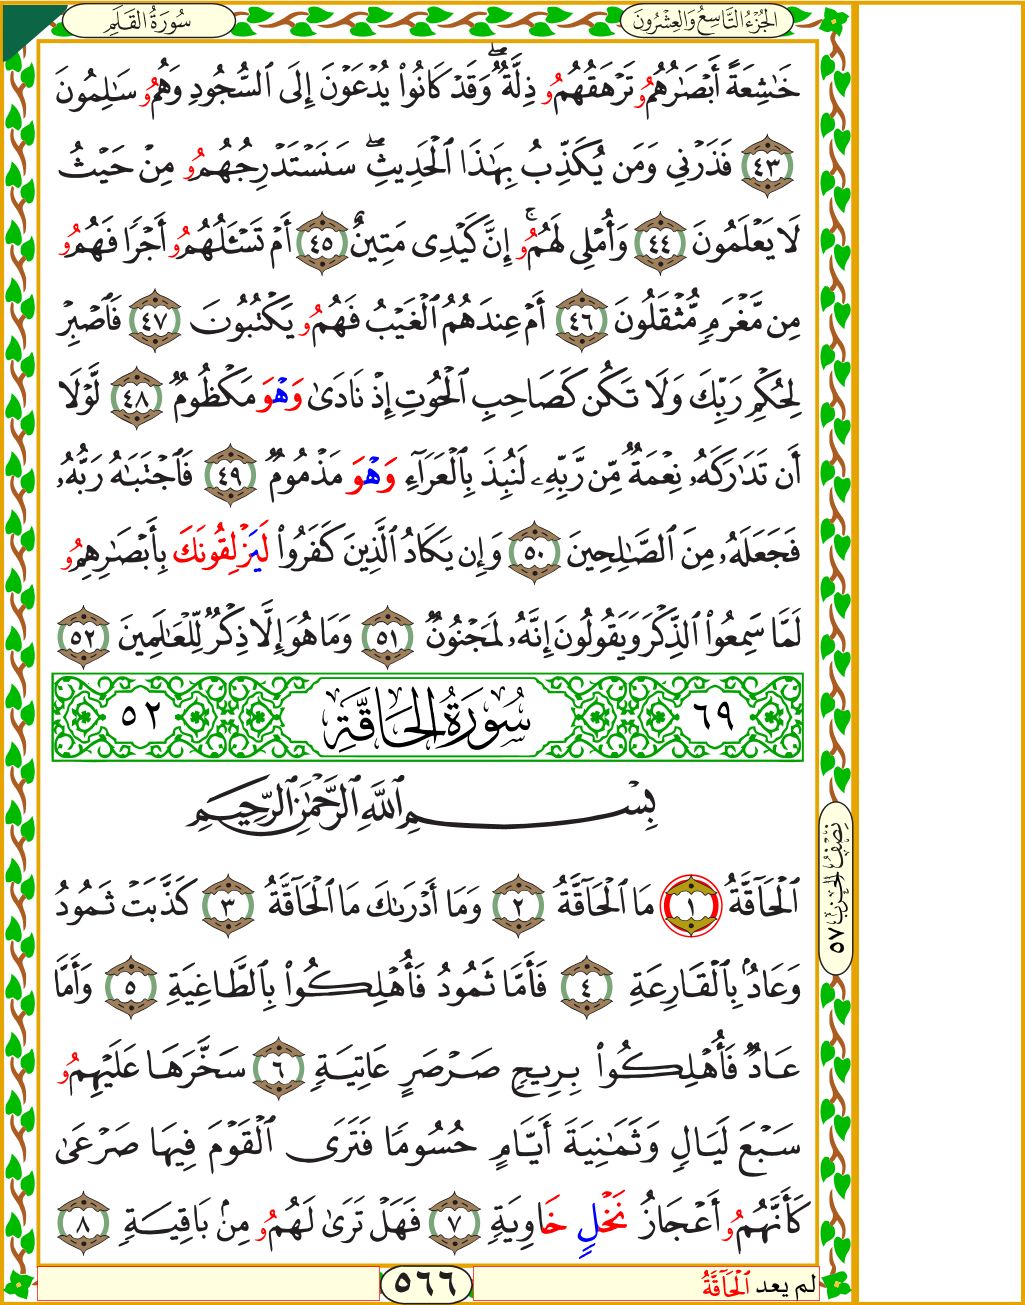 الجُزْءُ التَّاسِعُ وَالعِشْرُونَ
سُورَةُ القَلَمِ
خَٰشِعَةً أَبْصَٰرُهُمُۥ تَرْهَقُهُمُۥ ذِلَّةٌۖ وَقَدْ كَانُوا۟ يُدْعَوْنَ إِلَى ٱلسُّجُودِ وَهُمُۥ سَٰلِمُونَ
٤٣ فَذَرْنِى وَمَن يُكَذِّبُ بِهَٰذَا ٱلْحَدِيثِۖ سَنَسْتَدْرِجُهُمُۥ مِنْ حَيْثُ
لَا يَعْلَمُونَ ٤٤ وَأُمْلِى لَهُمُۥٓۚ إِنَّ كَيْدِى مَتِينٌ ٤٥ أَمْ تَسْـَٔلُهُمُۥ أَجْرًا فَهُمُۥ
مِن مَّغْرَمٍ مُّثْقَلُونَ ٤٦ أَمْ عِندَهُمُ ٱلْغَيْبُ فَهُمُۥ يَكْتُبُونَ ٤٧ فَٱصْبِرْ
لِحُكْمِ رَبِّكَ وَلَا تَكُن كَصَاحِبِ ٱلْحُوتِ إِذْ نَادَىٰ وَهْوَ مَكْظُومٌ ٤٨ لَّوْلَا
أَن تَدَٰرَكَهُۥ نِعْمَةٌ مِّن رَّبِّهِۦ لَنُبِذَ بِٱلْعَرَآءِ وَهْوَ مَذْمُومٌ ٤٩ فَٱجْتَبَٰهُ رَبُّهُۥ
فَجَعَلَهُۥ مِنَ ٱلصَّٰلِحِينَ ٥٠ وَإِن يَكَادُ ٱلَّذِينَ كَفَرُوا۟ لَيَزْلِقُونَكَ بِأَبْصَٰرِهِمُۥ
لَمَّا سَمِعُوا۟ ٱلذِّكْرَ وَيَقُولُونَ إِنَّهُۥ لَمَجْنُونٌ ٥١ وَمَا هُوَ إِلَّا ذِكْرٌ لِّلْعَٰلَمِينَ ٥٢
٦٩ سُورَةُ الحَاقَّةِ ٥٢
بِسْمِ ٱللَّهِ ٱلرَّحْمَٰنِ ٱلرَّحِيمِ
ٱلْحَآقَّةُ ١ مَا ٱلْحَآقَّةُ ٢ وَمَا أَدْرَىٰكَ مَا ٱلْحَآقَّةُ ٣ كَذَّبَتْ ثَمُودُ
وَعَادٌۢ بِٱلْقَارِعَةِ ٤ فَأَمَّا ثَمُودُ فَأُهْلِكُوا۟ بِٱلطَّاغِيَةِ ٥ وَأَمَّا
عَادٌ فَأُهْلِكُوا۟ بِرِيحٍ صَرْصَرٍ عَاتِيَةٍ ٦ سَخَّرَهَا عَلَيْهِمُۥ
سَبْعَ لَيَالٍ وَثَمَٰنِيَةَ أَيَّامٍ حُسُومًا فَتَرَى ٱلْقَوْمَ فِيهَا صَرْعَىٰ
كَأَنَّهُمُۥ أَعْجَازُ نَخْلٍ خَاوِيَةٍ ٧ فَهَلْ تَرَىٰ لَهُمُۥ مِنۢ بَاقِيَةٍ ٨
نِصْفُ الحِزْبِ ٥٧
لم يعد ٱلْحَآقَّةُ
٥٦٦